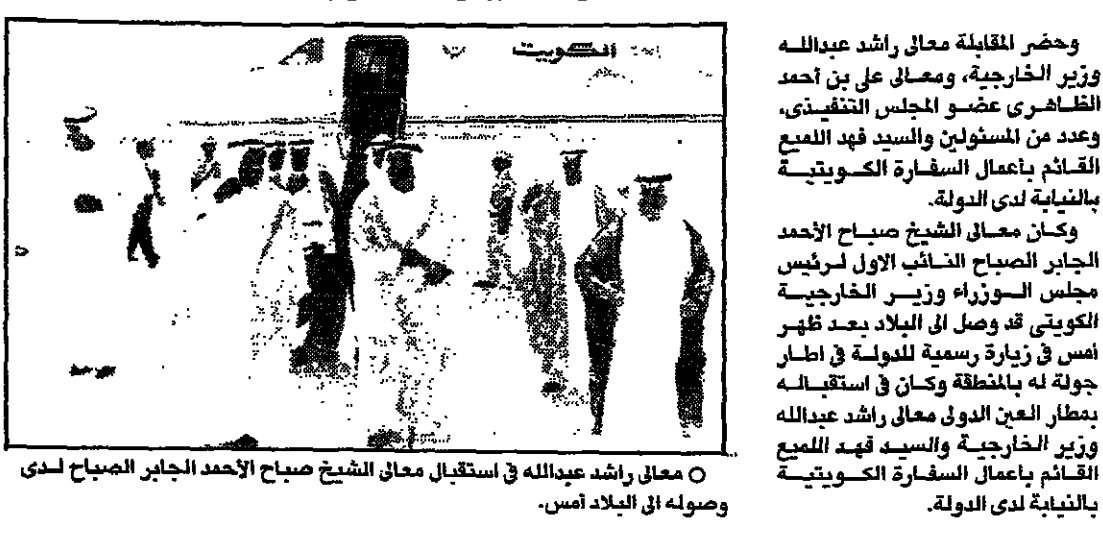 وحضر المقابلة معالى راشد عبدالله
وزير الخارجية، ومعالى على بن أحمد
الظاهرى عضو المجلس التنفيذى،
وعدد من المسئولين والسيد فهد اللميع
القائم بأعمال السفارة الكويتية
بالنيابة لدى الدولة.
وكان معالى الشيخ صباح الأحمد
الجابر الصباح النائب الاول لرئيس
مجلس الوزراء وزير الخارجية
الكويتى قد وصل الى البلاد بعد ظهر
أمس في زيارة رسمية للدولة في اطار
جولة له بالمنطقة وكان في استقباله
بمطار العين الدولى معالى راشد عبدالله
وزير الخارجية والسيد فهد اللميع
القائم بأعمال السفارة الكويتية
بالنيابة لدى الدولة.
الكويت
O معالى راشد عبدالله في استقبال معالى الشيخ صباح الأحمد الجابر الصباح لدى
وصوله الى البلاد أمس.